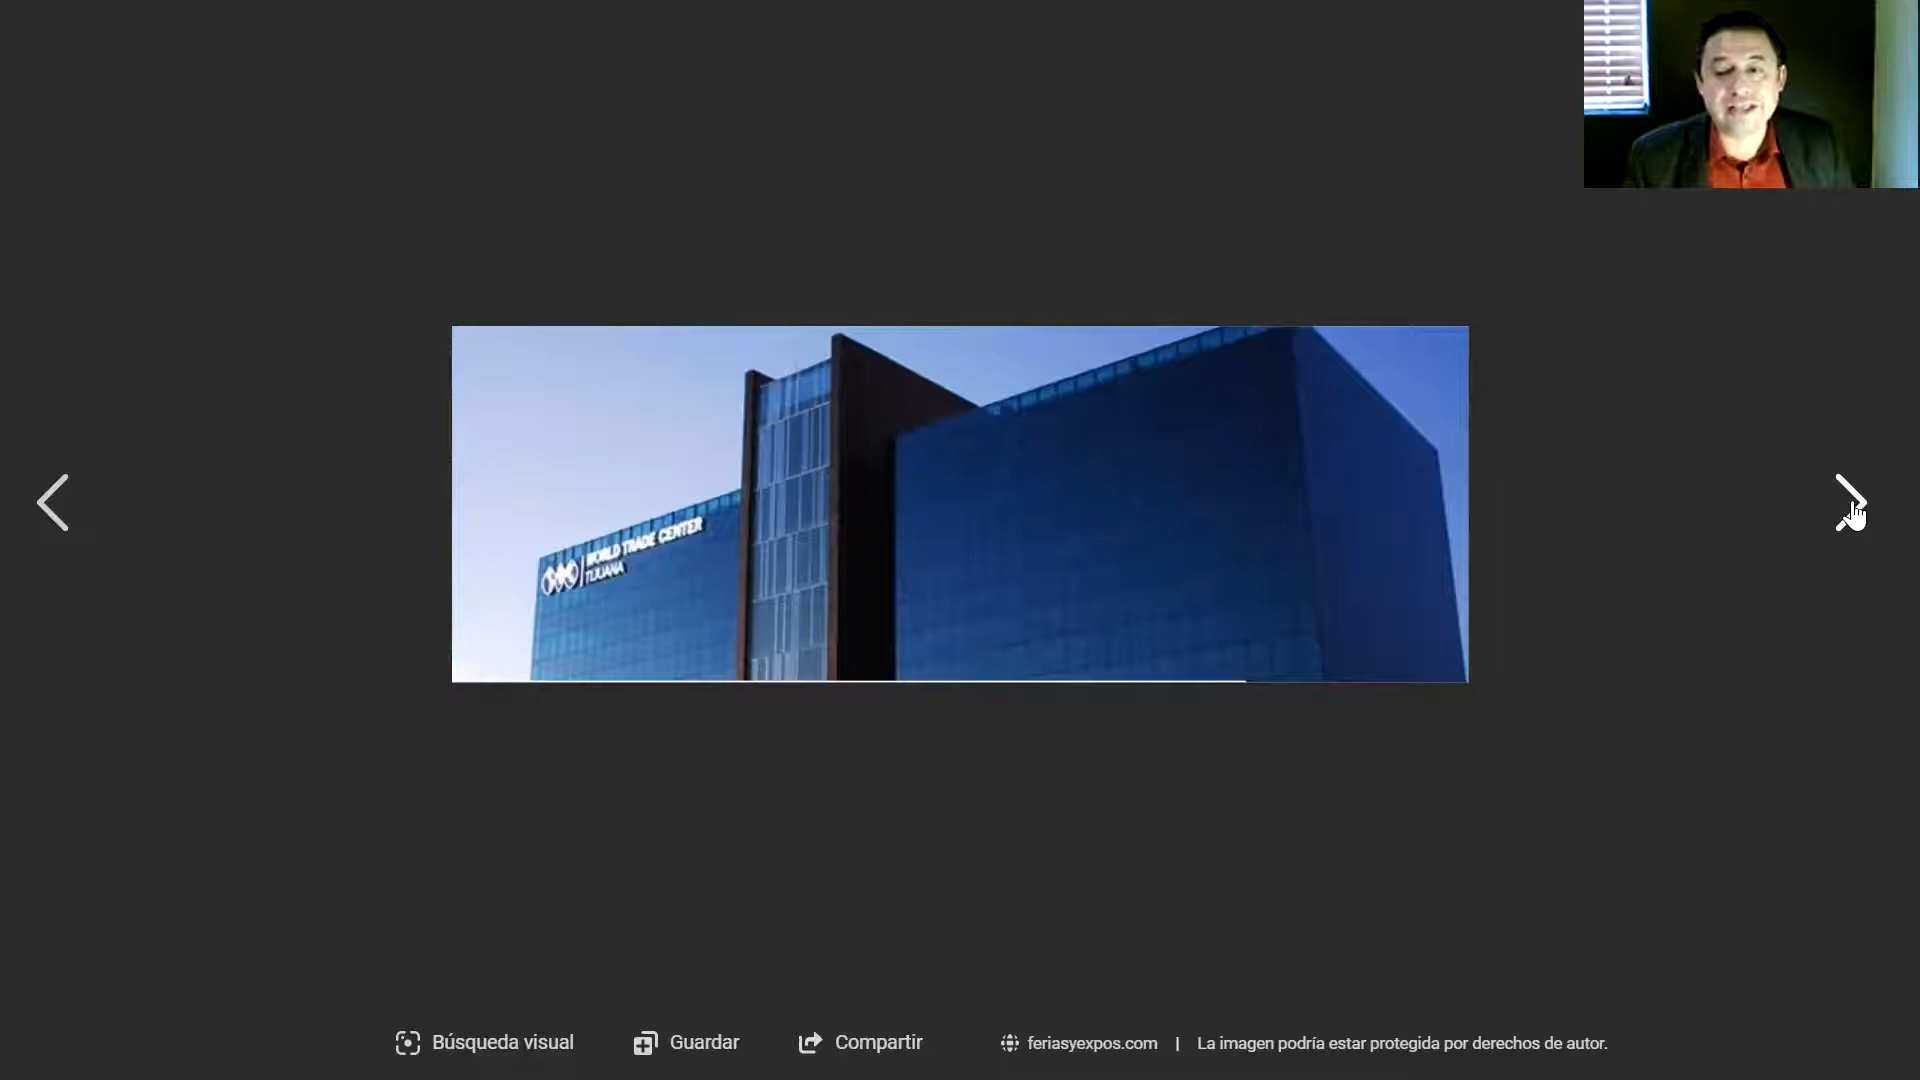 WORLD TRADE CENTER
TIJUANA
Búsqueda visual
Guardar
Compartir
feriasyexpos.com | La imagen podría estar protegida por derechos de autor.